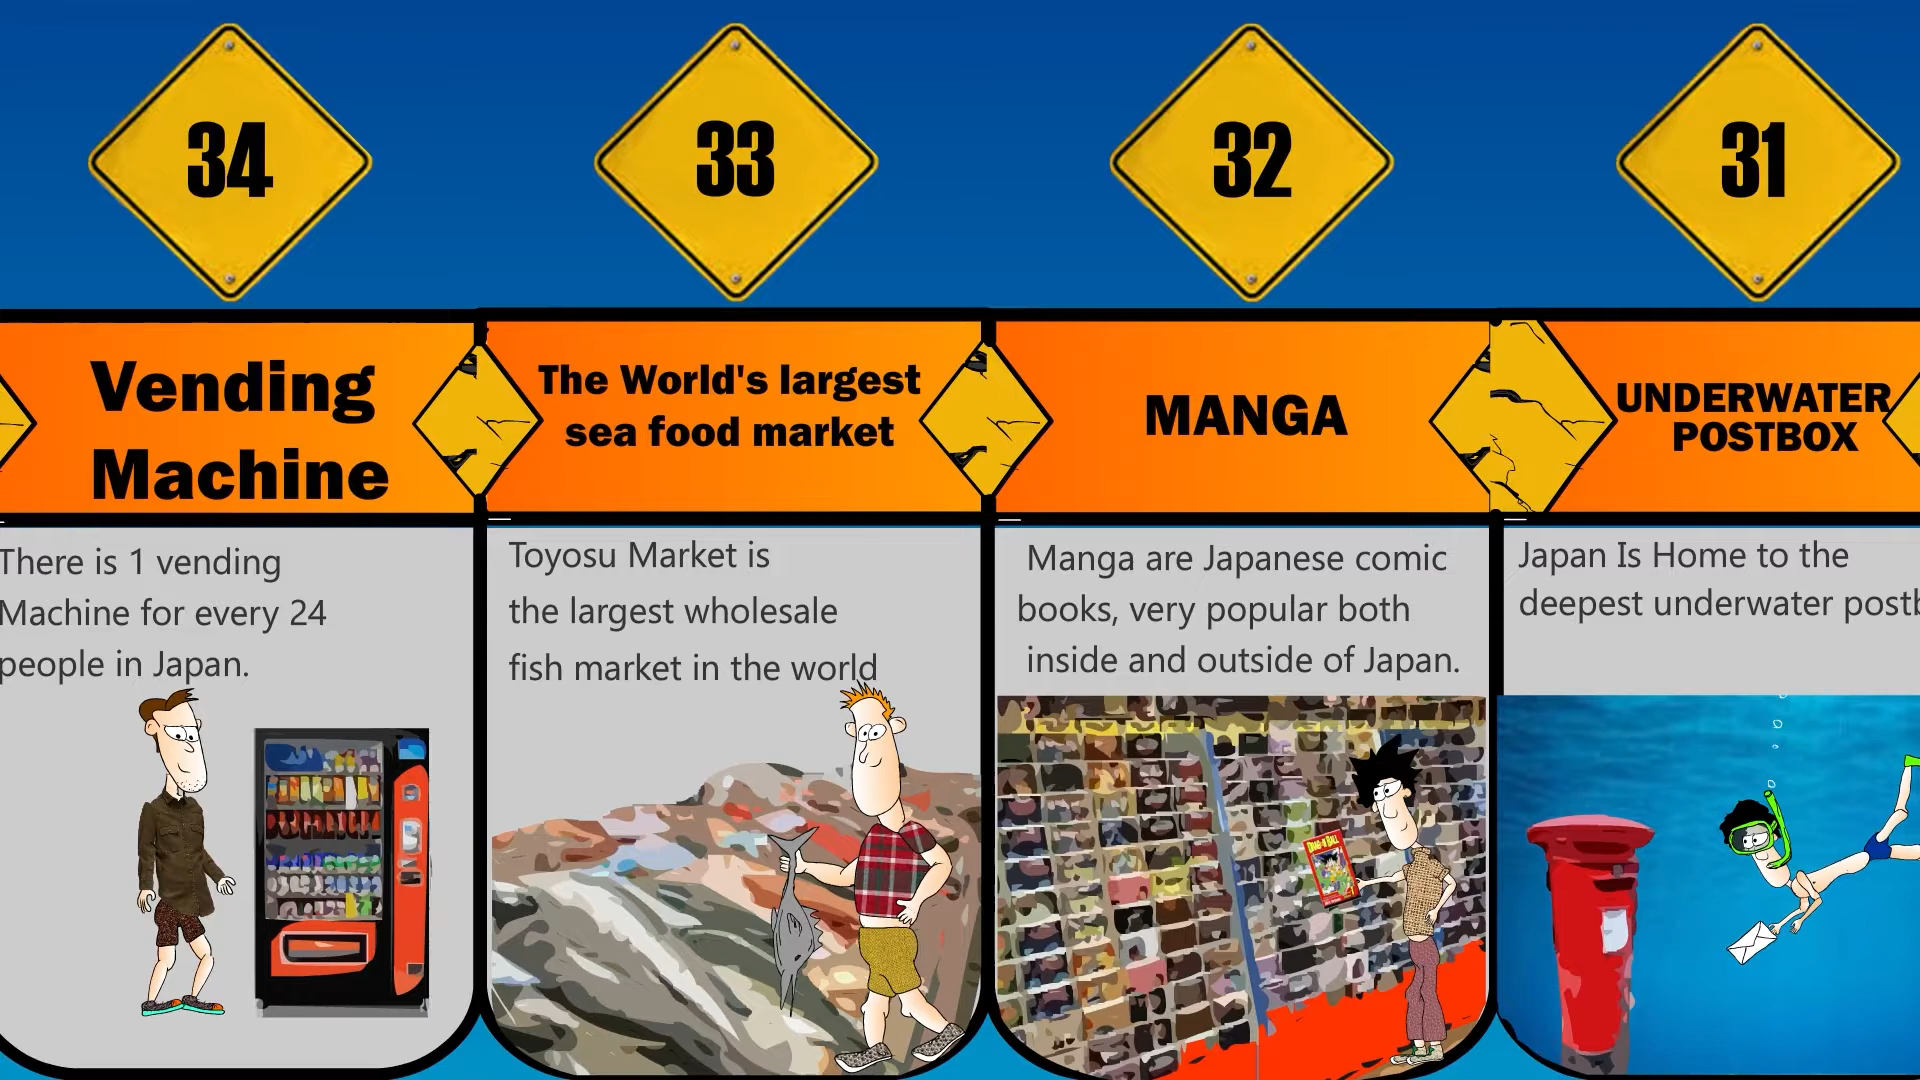 34
33
32
31
Vending
Machine
The World's largest
sea food market
MANGA
UNDERWATER
POSTBOX
There is 1 vending
Machine for every 24
people in Japan.
Toyosu Market is
the largest wholesale
fish market in the world
Manga are Japanese comic
books, very popular both
inside and outside of Japan.
Japan Is Home to the
deepest underwater
DRAGON BALL